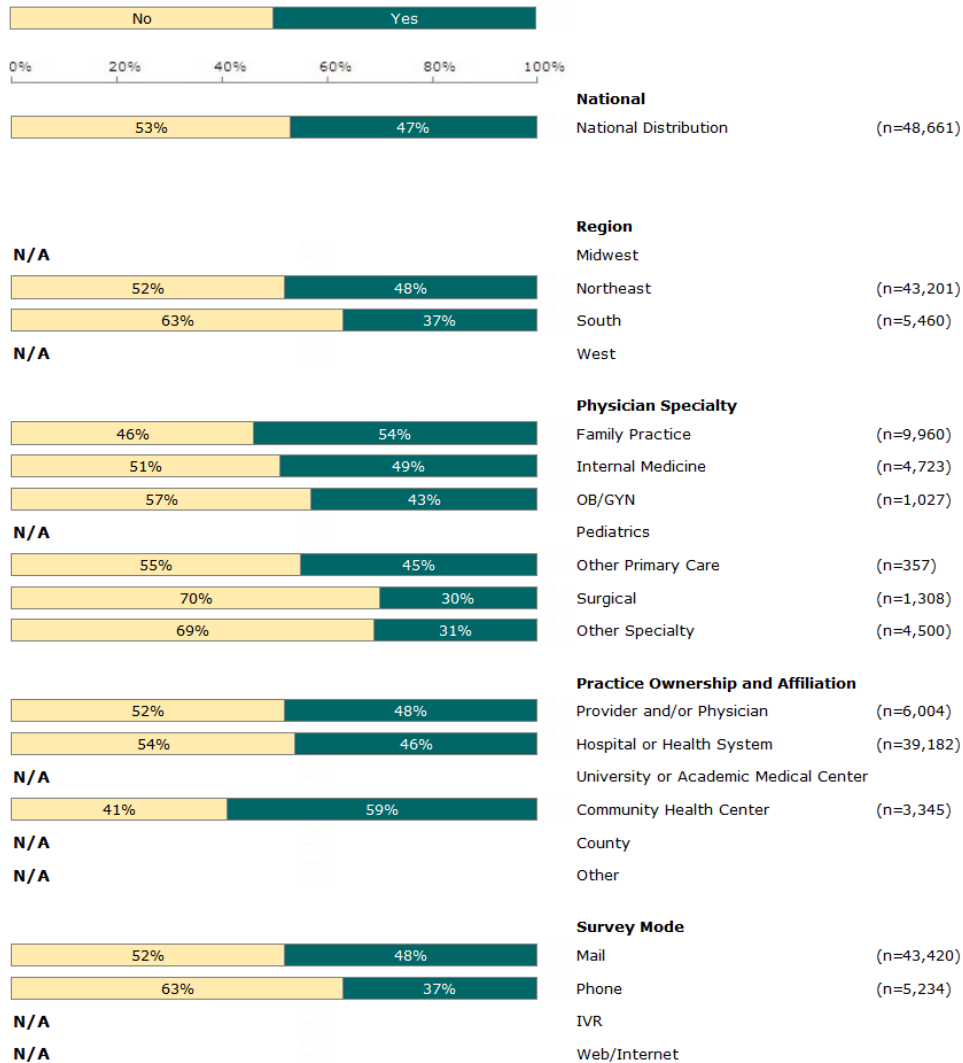 No Yes
0% 20% 40% 60% 80% 100%
National
53% 47% National Distribution (n=48,661)
Region
N/A Midwest
52% 48% Northeast (n=43,201)
63% 37% South (n=5,460)
N/A West
Physician Specialty
46% 54% Family Practice (n=9,960)
51% 49% Internal Medicine (n=4,723)
57% 43% OB/GYN (n=1,027)
N/A Pediatrics
55% 45% Other Primary Care (n=357)
70% 30% Surgical (n=1,308)
69% 31% Other Specialty (n=4,500)
Practice Ownership and Affiliation
52% 48% Provider and/or Physician (n=6,004)
54% 46% Hospital or Health System (n=39,182)
N/A University or Academic Medical Center
41% 59% Community Health Center (n=3,345)
N/A County
N/A Other
Survey Mode
52% 48% Mail (n=43,420)
63% 37% Phone (n=5,234)
N/A IVR
N/A Web/Internet